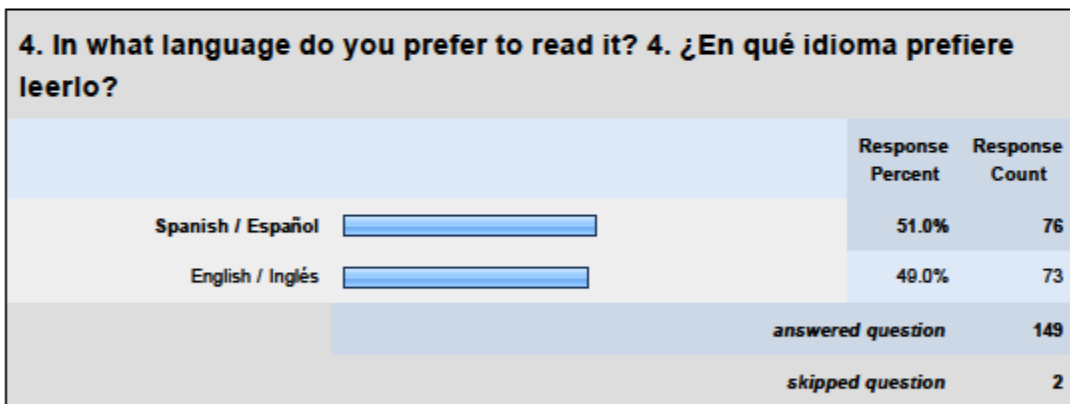 4. In what language do you prefer to read it? 4. ¿En qué idioma prefiere
leerlo?
Response Percent Response Count
Spanish / Español 51.0% 76
English / Inglés 49.0% 73
answered question 149
skipped question 2